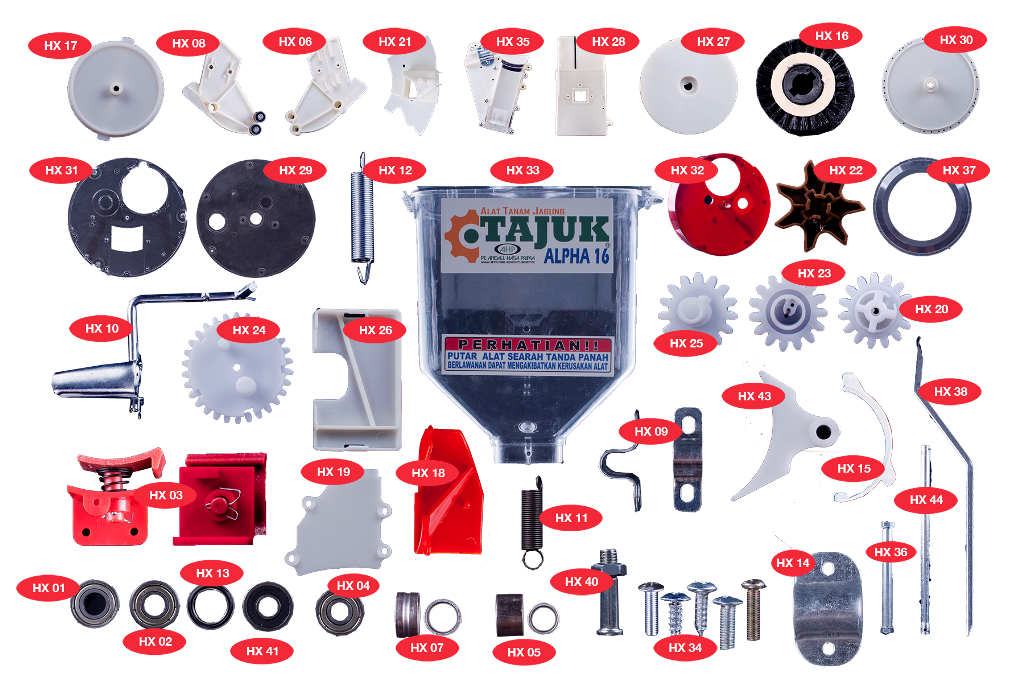 HX 17
HX 08
HX 06
HX 21
HX 35
HX 28
HX 27
HX 16
HX 30
HX 31
HX 29
HX 12
HX 33
HX 32
HX 22
HX 37
ALAT TANAM JAGUNG
TAJUK
AHP
ALPHA 16
®
HX 23
HX 20
HX 25
HX 10
HX 24
HX 26
PERHATIAN!!
PUTAR ALAT SEARAH TANDA PANAH
BERLAWANAN DAPAT MENGAKIBATKAN KERUSAKAN ALAT
HX 43
HX 38
HX 09
HX 15
HX 03
HX 19
HX 18
HX 44
HX 11
HX 36
HX 01
HX 13
HX 04
HX 40
HX 14
HX 02
HX 41
HX 07
HX 05
HX 34